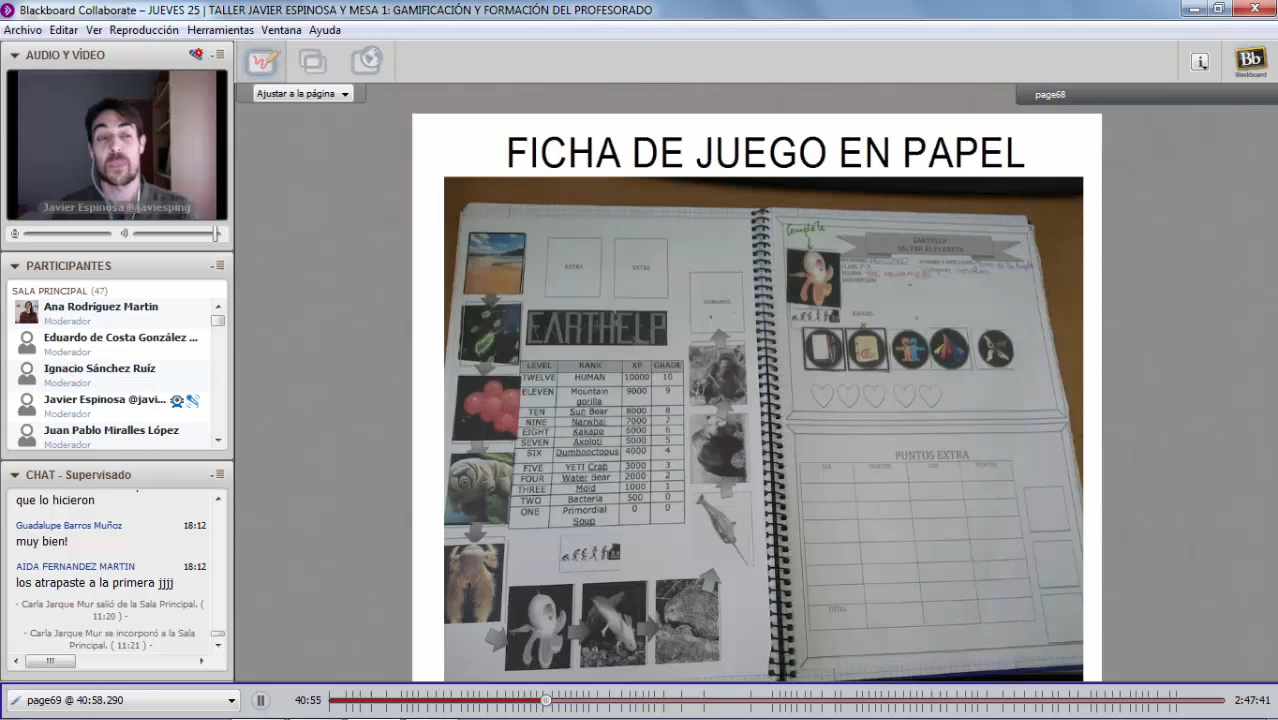 Blackboard Collaborate – JUEVES 25 | TALLER JAVIER ESPINOSA Y MESA 1: GAMIFICACIÓN Y FORMACIÓN DEL PROFESORADO
Archivo Editar Ver Reproducción Herramientas Ventana Ayuda
AUDIO Y VÍDEO
Javier Espinosa @javiesping
PARTICIPANTES
SALA PRINCIPAL (47)
Ana Rodríguez Martin
Moderador
Eduardo de Costa González ...
Moderador
Ignacio Sánchez Ruíz
Moderador
Javier Espinosa @javi...
Moderador
Juan Pablo Miralles López
Moderador
CHAT - Supervisado
que lo hicieron
Guadalupe Barros Muñoz 18:12
muy bien!
AIDA FERNANDEZ MARTIN 18:12
los atrapaste a la primera jjjj
- Carla Jarque Mur salió de la Sala Principal. (
11:20 ) -
- Carla Jarque Mur se incorporó a la Sala
Principal. ( 11:21 ) -
page69 @ 40:58.290
40:55
2:47:41
Ajustar a la página
page68
Bb
Blackboard
FICHA DE JUEGO EN PAPEL
EXTRA
EXTRA
EARTHELP
LEVEL RANK XP GRADE
TWELVE HUMAN 10000 10
ELEVEN Mountain gorilla 9000 9
TEN Sun Bear 8000 8
NINE Narwhal 7000 7
EIGHT Kakapo 6000 6
SEVEN Axolotl 5000 5
SIX Dumbonctopus 4000 4
FIVE YETI Crab 3000 3
FOUR Water Bear 2000 2
THREE Mold 1000 1
TWO Bacteria 500 0
ONE Primordial Soup 0 0
EARTHELP
SALVAR EL PLANETA
PUNTOS EXTRA
DIA PUNTOS DIA PUNTOS
TOTAL